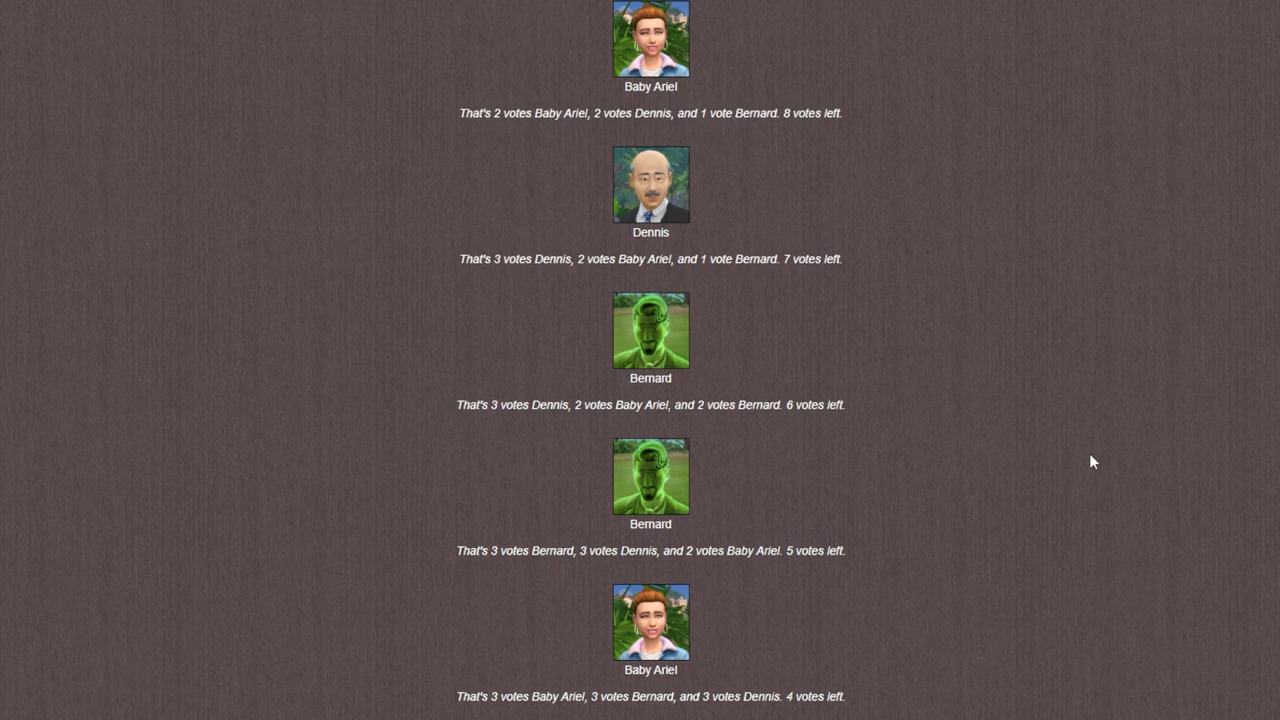 Baby Ariel
That's 2 votes Baby Ariel, 2 votes Dennis, and 1 vote Bernard. 8 votes left.
Dennis
That's 3 votes Dennis, 2 votes Baby Ariel, and 1 vote Bernard. 7 votes left.
Bernard
That's 3 votes Dennis, 2 votes Baby Ariel, and 2 votes Bernard. 6 votes left.
Bernard
That's 3 votes Bernard, 3 votes Dennis, and 2 votes Baby Ariel. 5 votes left.
Baby Ariel
That's 3 votes Baby Ariel, 3 votes Bernard, and 3 votes Dennis. 4 votes left.